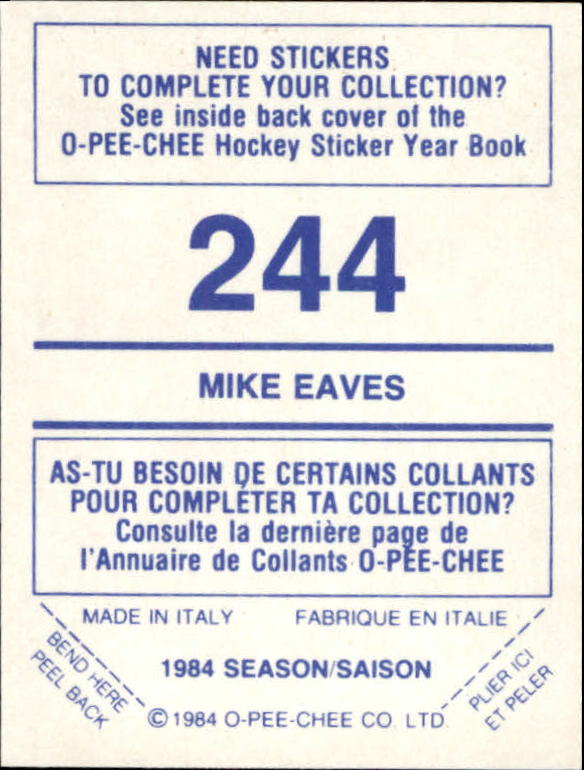 NEED STICKERS
TO COMPLETE YOUR COLLECTION?
See inside back cover of the
O-PEE-CHEE Hockey Sticker Year Book
244
MIKE EAVES
AS-TU BESOIN DE CERTAINS COLLANTS
POUR COMPLÉTER TA COLLECTION?
Consulte la dernière page de
l'Annuaire de Collants O-PEE-CHEE
MADE IN ITALY FABRIQUE EN ITALIE
BEND HERE
PEEL BACK
1984 SEASON/SAISON
PLIER ICI
ET PELER
© 1984 O-PEE-CHEE CO. LTD.